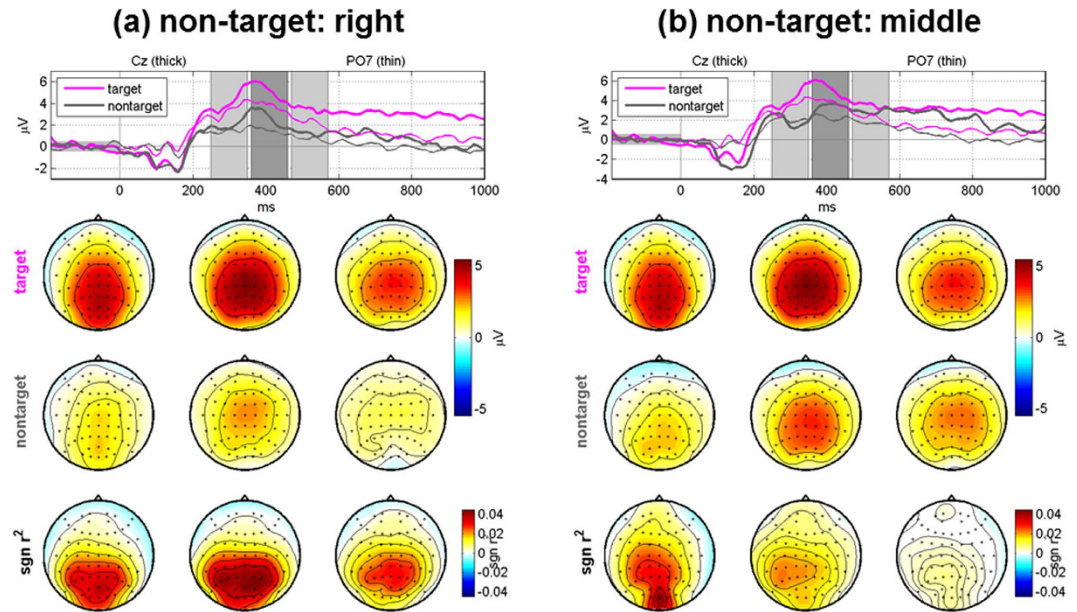 (a) non-target: right
Cz (thick) PO7 (thin)
target
nontarget
μV
6
4
2
0
-2
0 200 400 600 800 1000
ms
target
nontarget
sgn r²
5
0
-5
μV
0.04
0.02
0
-0.02
-0.04
sgn r²
(b) non-target: middle
Cz (thick) PO7 (thin)
target
nontarget
μV
6
4
2
0
-2
-4
0 200 400 600 800 1000
ms
target
nontarget
sgn r²
5
0
-5
μV
0.04
0.02
0
-0.02
-0.04
sgn r²